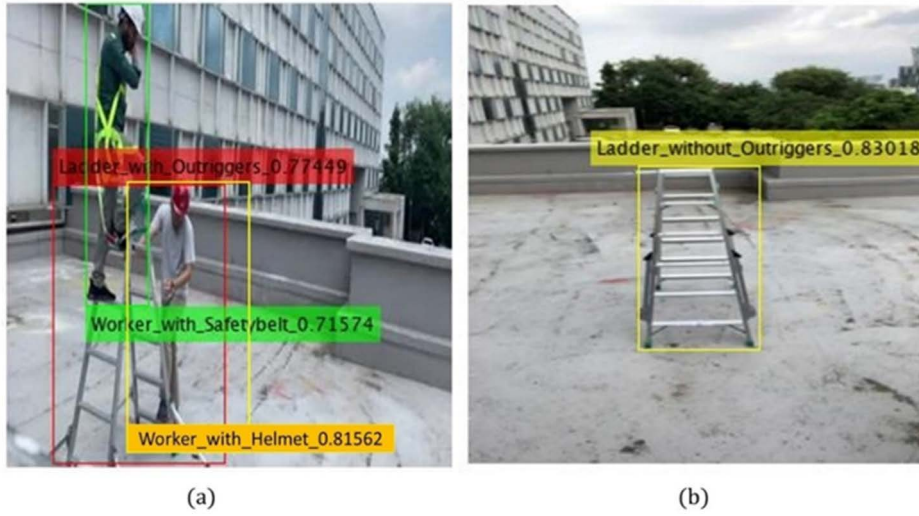 Ladder_with_Outriggers_0.77449
Worker_with_Safetybelt_0.71574
Worker_with_Helmet_0.81562
(a)
Ladder_without_Outriggers_0.83018
(b)